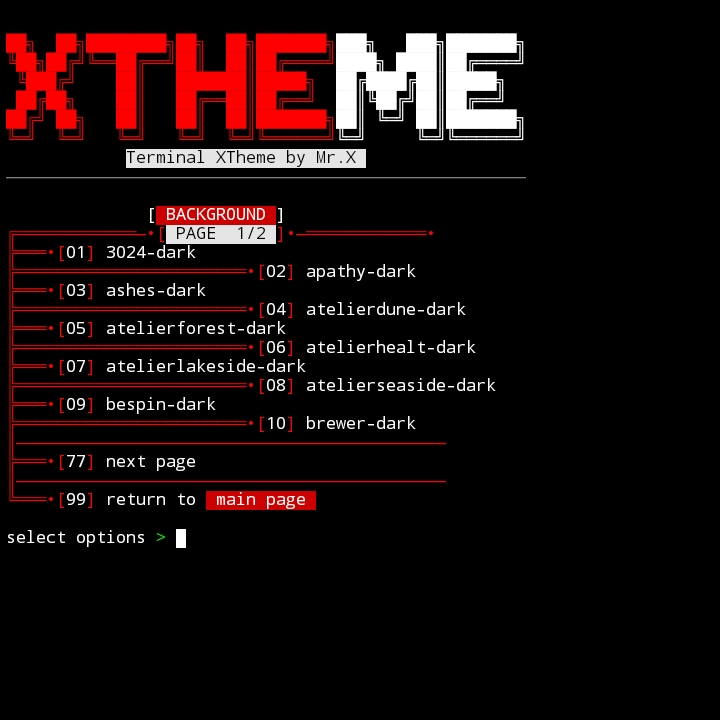 XTHEME
Terminal XTheme by Mr.X
[ BACKGROUND ]
[ PAGE 1/2 ]
[01] 3024-dark
[02] apathy-dark
[03] ashes-dark
[04] atelierdune-dark
[05] atelierforest-dark
[06] atelierhealt-dark
[07] atelierlakeside-dark
[08] atelierseaside-dark
[09] bespin-dark
[10] brewer-dark
[77] next page
[99] return to main page
select options >